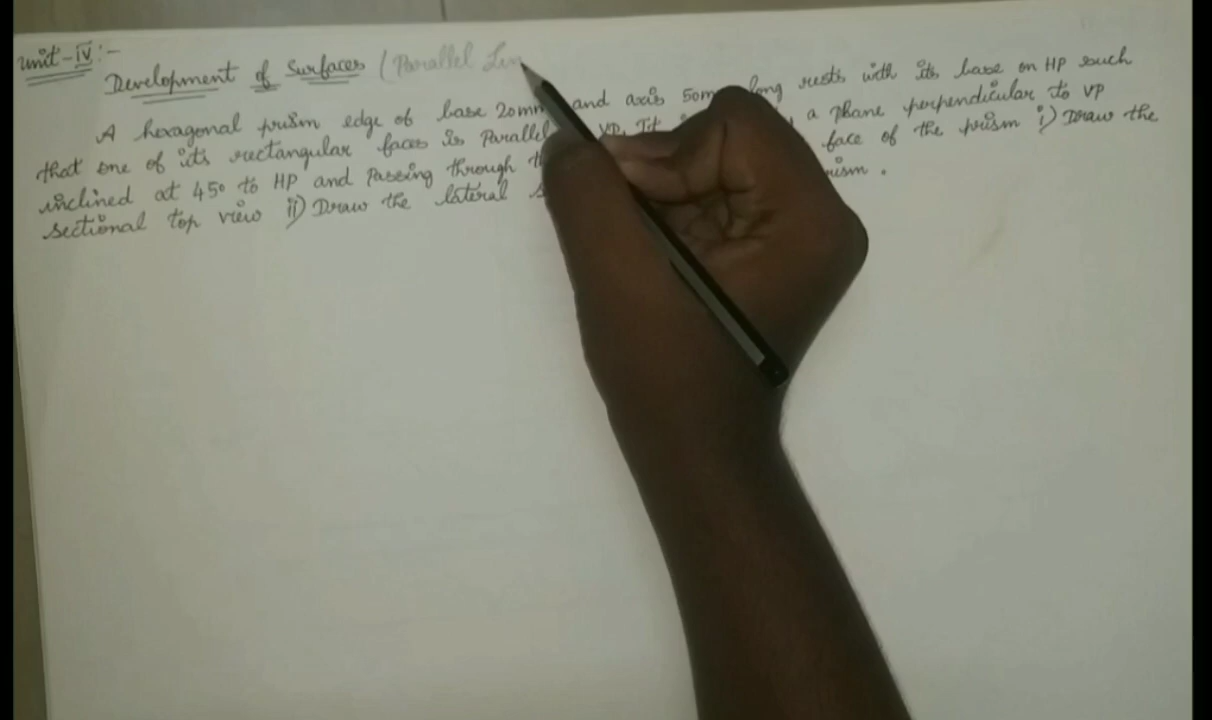 Unit-IV:-
Development of Surfaces (Parallel Lin
A hexagonal prism edge of base 20mm and axis 50m long rests with its base on HP such
that one of its rectangular faces is Parallel VP. It a plane perpendicular to VP
inclined at 45° to HP and Passing through face of the prism i) Draw the
sectional top view ii) Draw the lateral